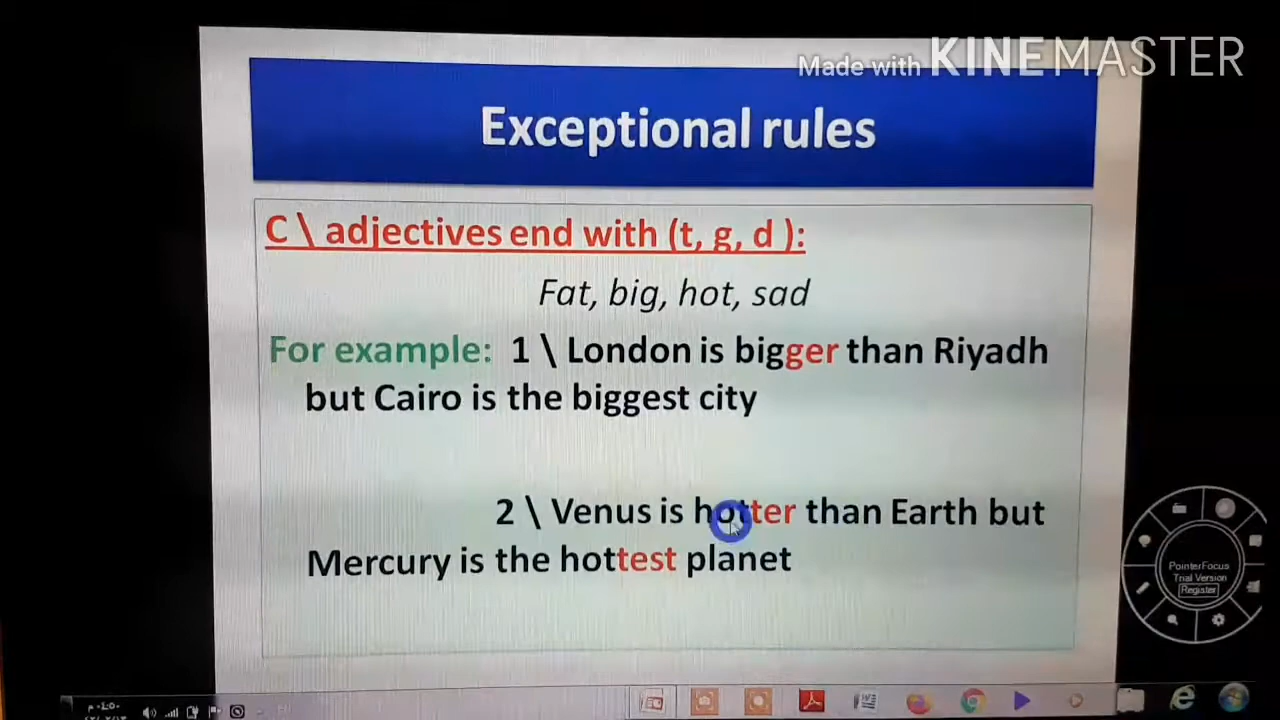 Made with KINEMASTER
Exceptional rules
C \ adjectives end with (t, g, d ):
Fat, big, hot, sad
For example: 1 \ London is bigger than Riyadh
but Cairo is the biggest city
2 \ Venus is hotter than Earth but
Mercury is the hottest planet
PointerFocus
Trial Version
Register